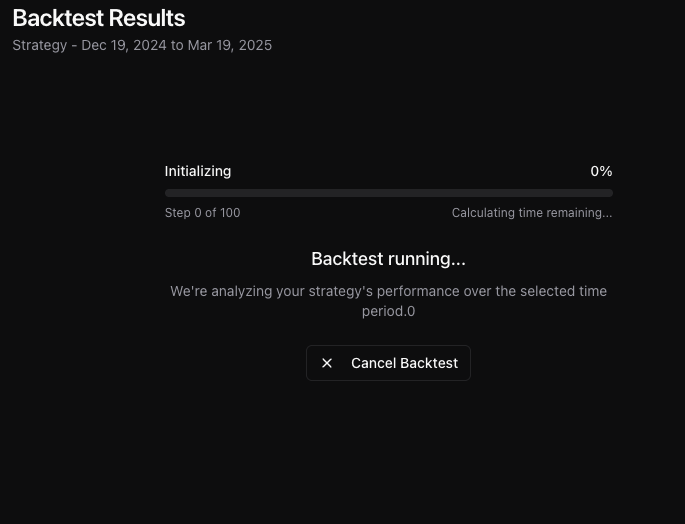 Backtest Results
Strategy - Dec 19, 2024 to Mar 19, 2025
Initializing 0%
Step 0 of 100 Calculating time remaining...
Backtest running...
We're analyzing your strategy's performance over the selected time
period.0
Cancel Backtest